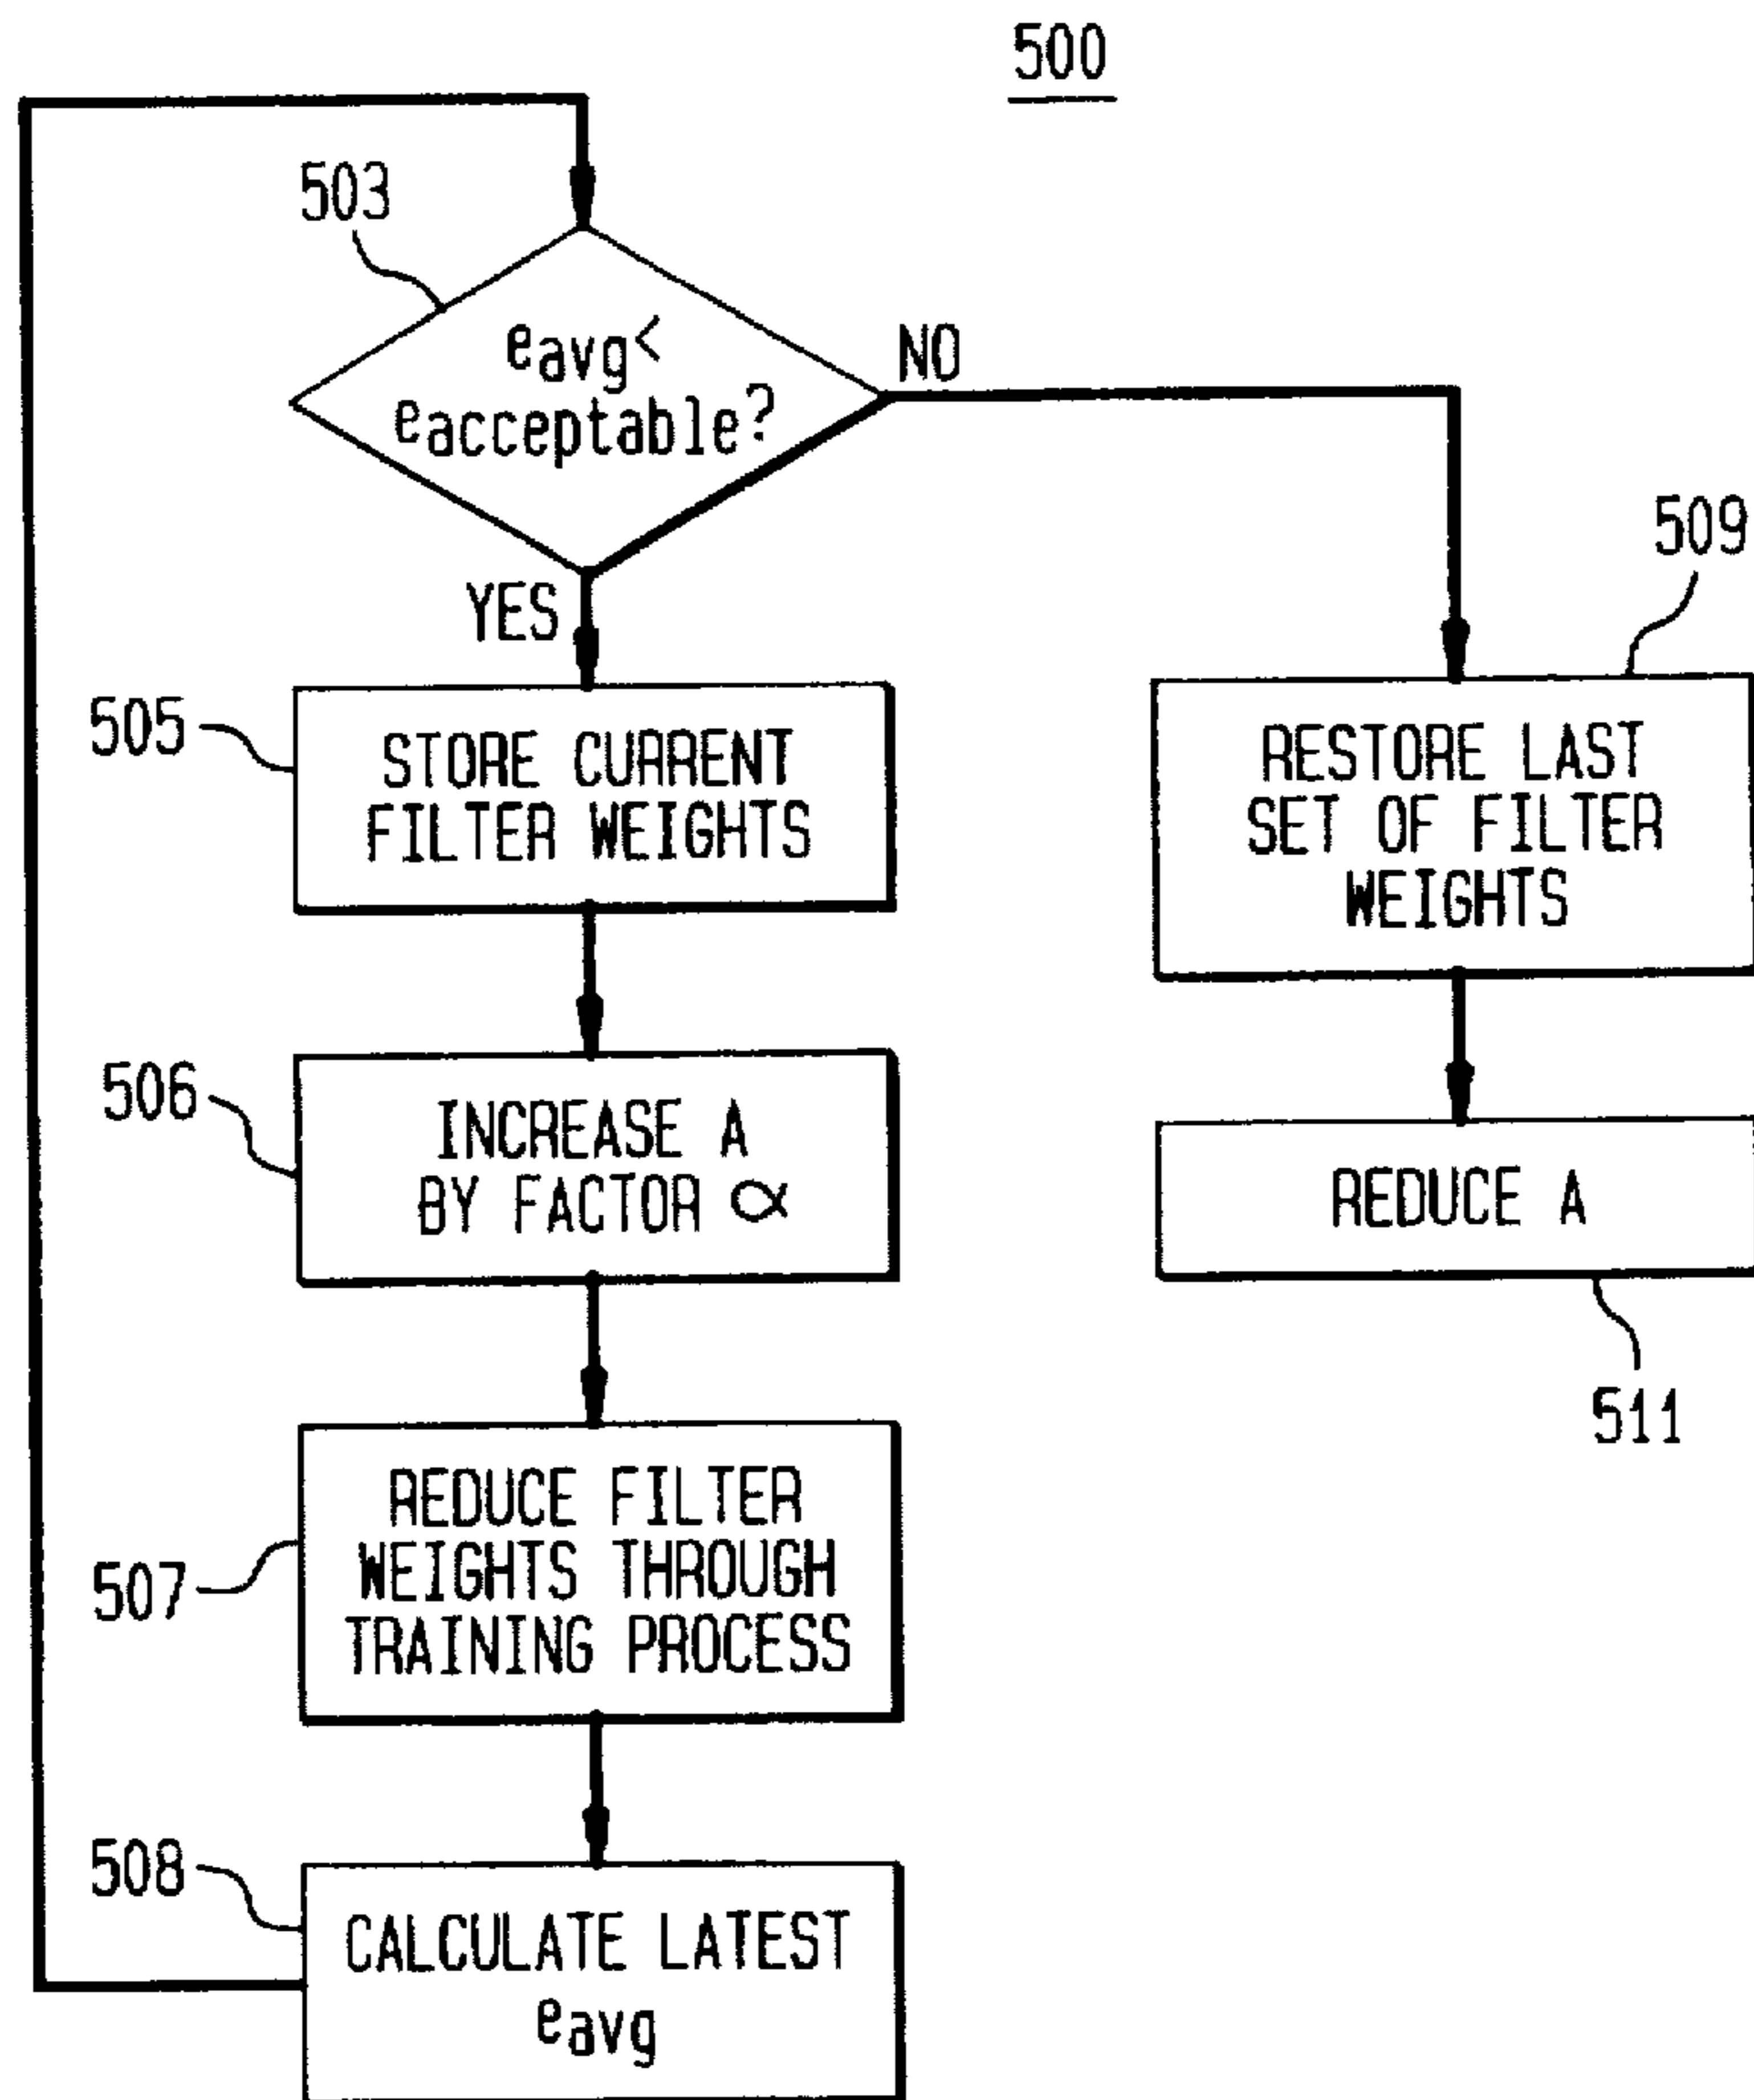 500
503
eavg<
eacceptable?
NO
YES
509
505
STORE CURRENT
FILTER WEIGHTS
RESTORE LAST
SET OF FILTER
WEIGHTS
506
INCREASE A
BY FACTOR α
REDUCE A
511
507
REDUCE FILTER
WEIGHTS THROUGH
TRAINING PROCESS
508
CALCULATE LATEST
eavg